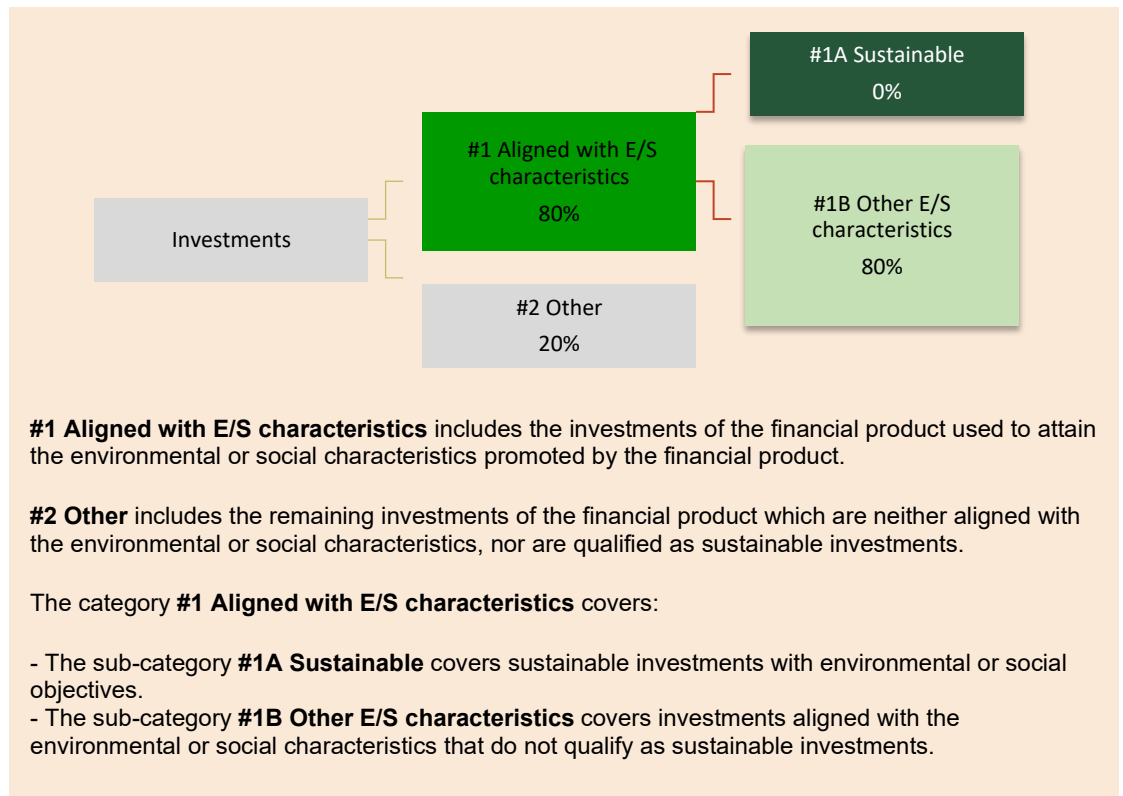 #1A Sustainable
0%
#1 Aligned with E/S
characteristics
80%
#1B Other E/S
characteristics
80%
Investments
#2 Other
20%
#1 Aligned with E/S characteristics includes the investments of the financial product used to attain
the environmental or social characteristics promoted by the financial product.
#2 Other includes the remaining investments of the financial product which are neither aligned with
the environmental or social characteristics, nor are qualified as sustainable investments.
The category #1 Aligned with E/S characteristics covers:
- The sub-category #1A Sustainable covers sustainable investments with environmental or social
objectives.
- The sub-category #1B Other E/S characteristics covers investments aligned with the
environmental or social characteristics that do not qualify as sustainable investments.